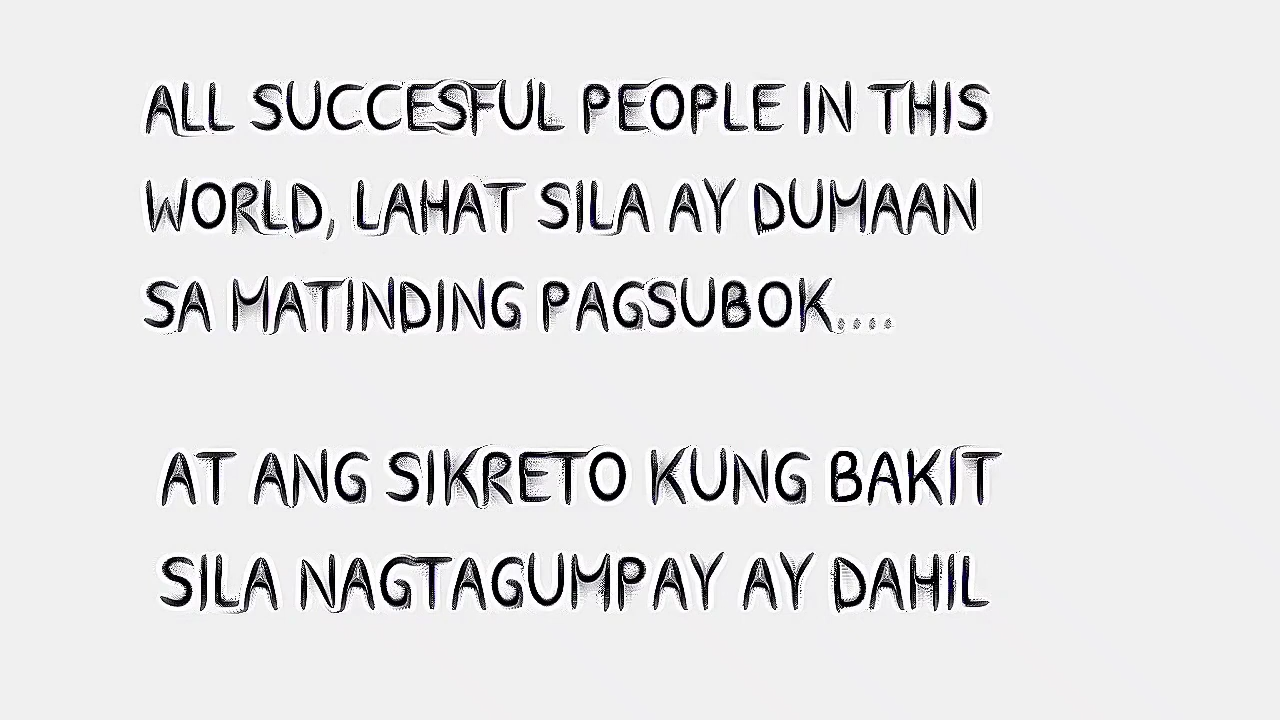 ALL SUCCESFUL PEOPLE IN THIS
WORLD, LAHAT SILA AY DUMAAN
SA MATINDING PAGSUBOK....
AT ANG SIKRETO KUNG BAKIT
SILA NAGTAGUMPAY AY DAHIL